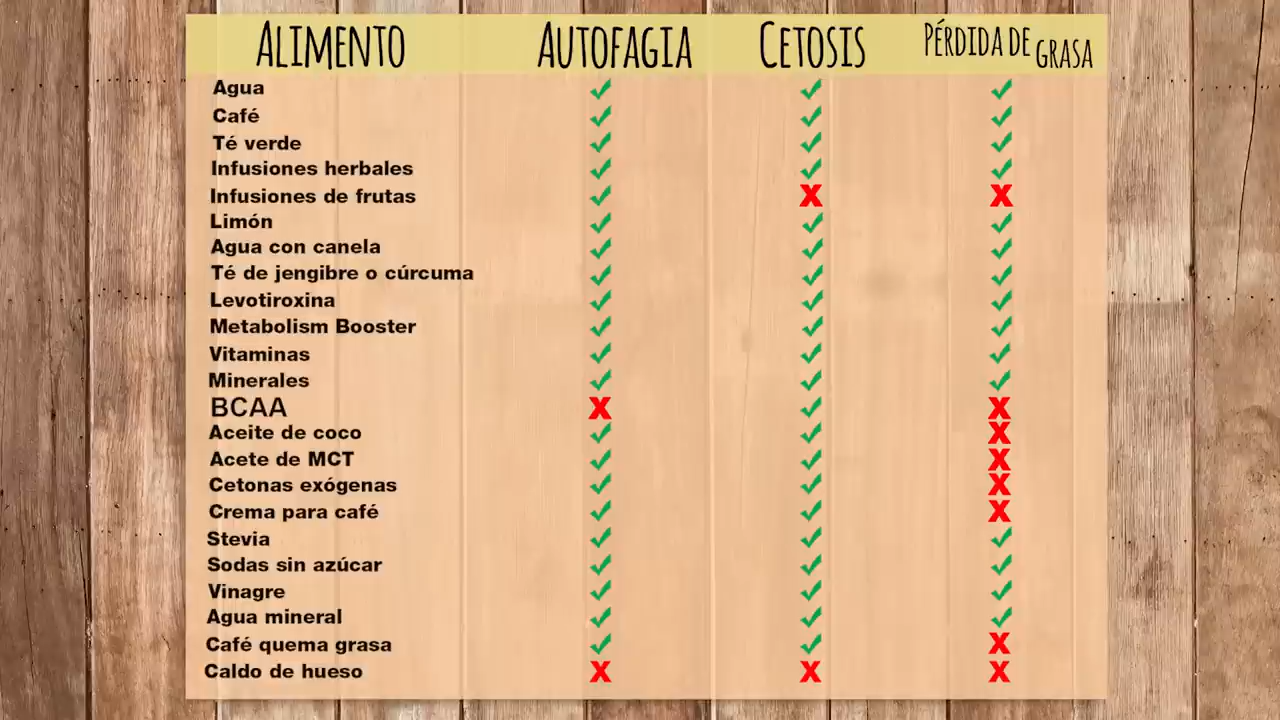 ALIMENTO AUTOFAGIA CETOSIS PÉRDIDA DE GRASA
Agua
Café
Té verde
Infusiones herbales
Infusiones de frutas
Limón
Agua con canela
Té de jengibre o cúrcuma
Levotiroxina
Metabolism Booster
Vitaminas
Minerales
BCAA
Aceite de coco
Acete de MCT
Cetonas exógenas
Crema para café
Stevia
Sodas sin azúcar
Vinagre
Agua mineral
Café quema grasa
Caldo de hueso